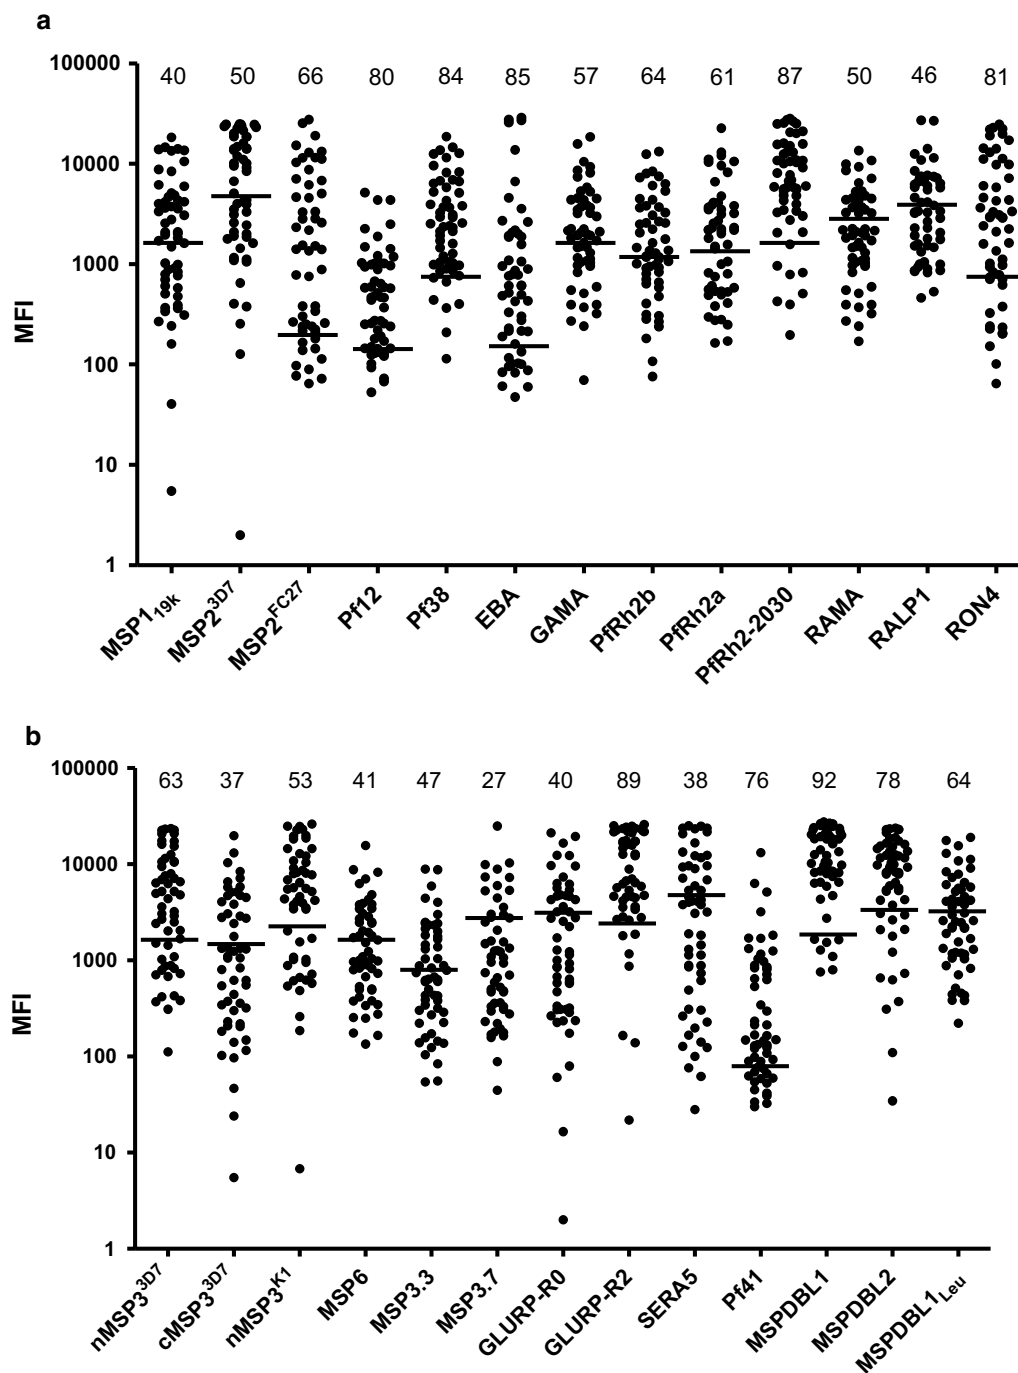 a
100000
10000
1000
100
10
1
MFI
40 50 66 80 84 85 57 64 61 87 50 46 81
MSP1₁₉ₖ MSP2³ᴰ⁷ MSP2ᶠᶜ²⁷ Pf12 Pf38 EBA GAMA PfRh2b PfRh2a PfRh2-2030 RAMA RALP1 RON4
b
100000
10000
1000
100
10
1
MFI
63 37 53 41 47 27 40 89 38 76 92 78 64
nMSP3³ᴰ⁷ cMSP3³ᴰ⁷ nMSP3ᴷ¹ MSP6 MSP3.3 MSP3.7 GLURP-R0 GLURP-R2 SERA5 Pf41 MSPDBL1 MSPDBL2 MSPDBL1Leu